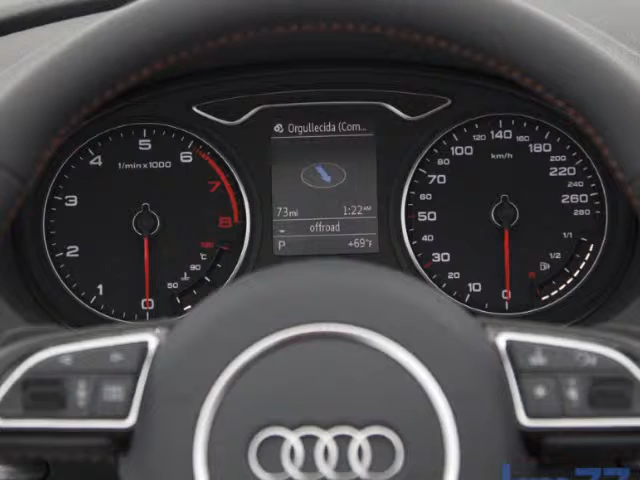 Orgullecida (Com...
73mi 1:22AM
offroad
P +69°F
1/min x 1000
0 1 2 3 4 5 6 7 8
50 90 °C
km/h
0 10 20 30 40 50 60 70 80 100 120 140 160 180 200 220 240 260 280
R 1/2 1/1